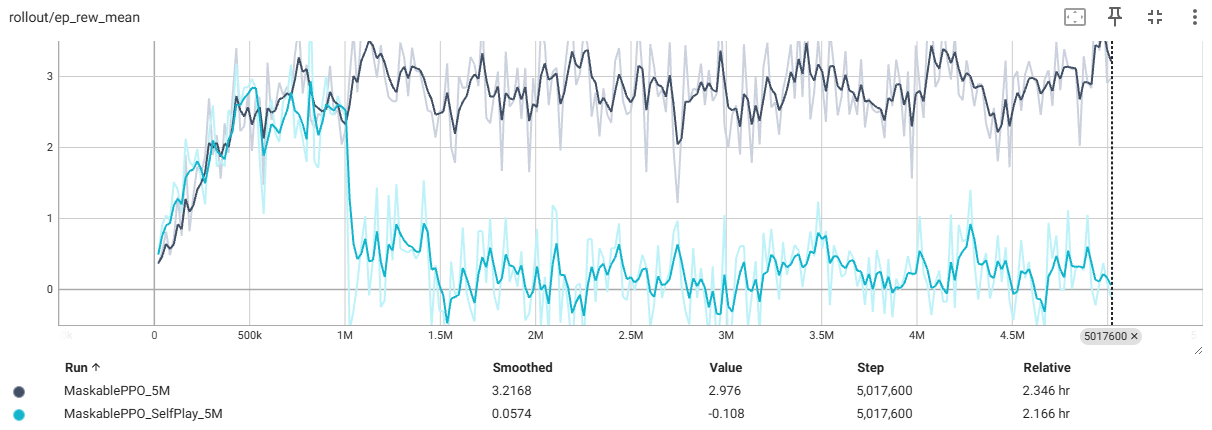 rollout/ep_rew_mean
3
2
1
0
0 500k 1M 1.5M 2M 2.5M 3M 3.5M 4M 4.5M 5017600 ×
Run ↑ Smoothed Value Step Relative
MaskablePPO_5M 3.2168 2.976 5,017,600 2.346 hr
MaskablePPO_SelfPlay_5M 0.0574 -0.108 5,017,600 2.166 hr